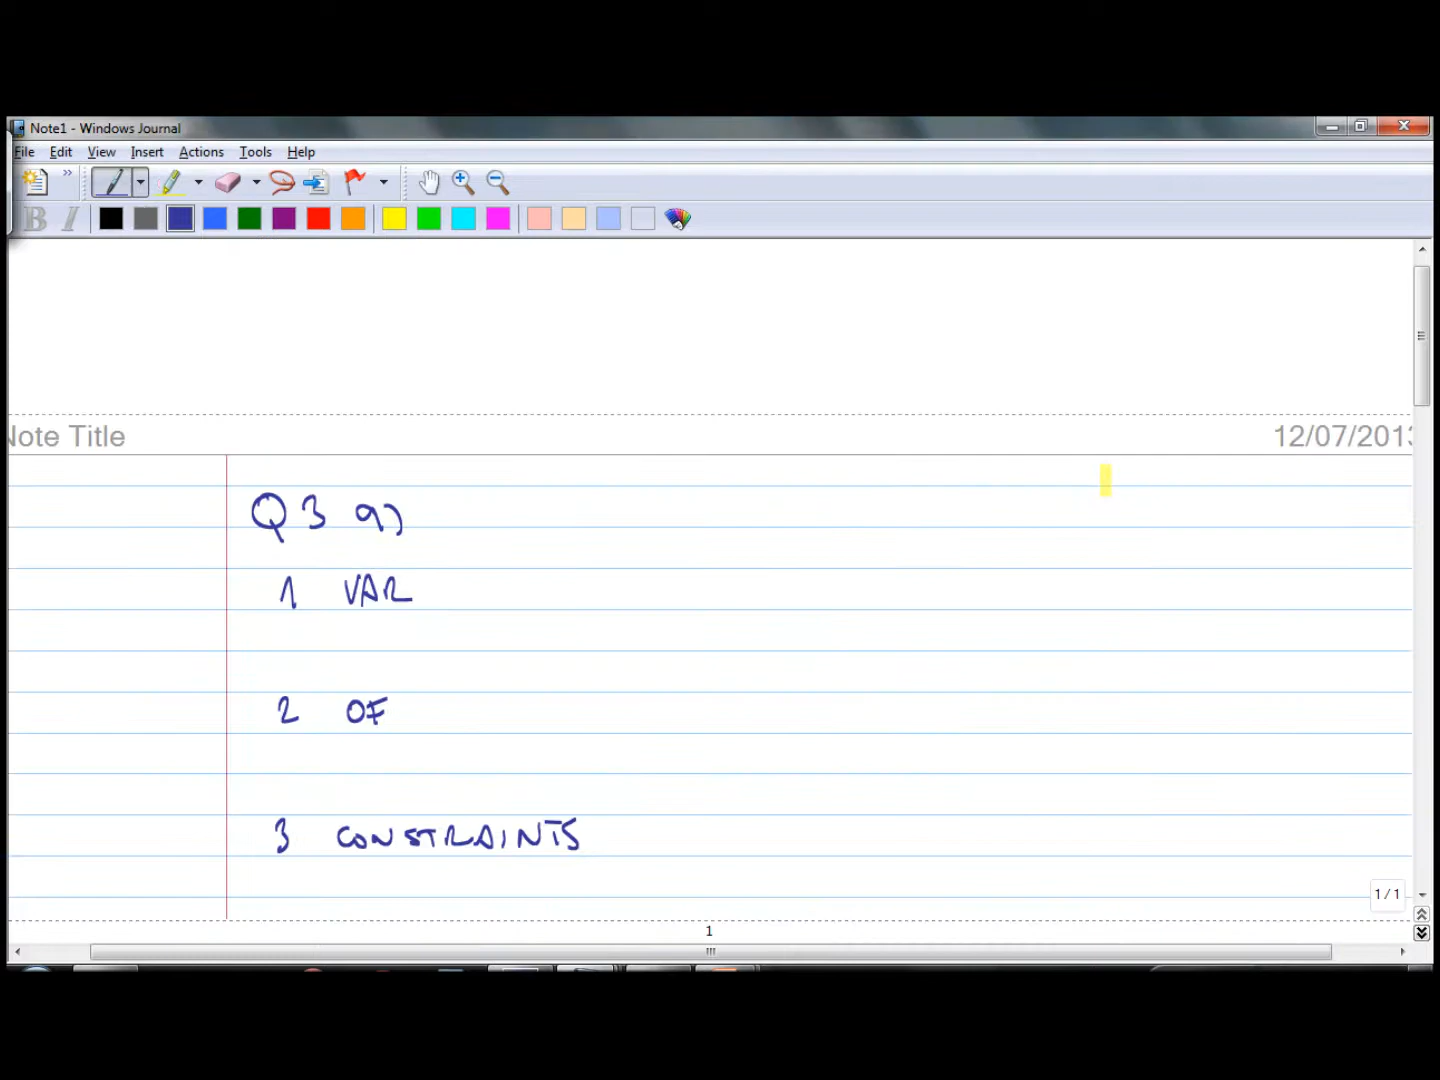 Note1 - Windows Journal
File Edit View Insert Actions Tools Help
B I
Note Title
12/07/2013
Q3 a)
1 VAR
2 OF
3 CONSTRAINTS
1 / 1
1